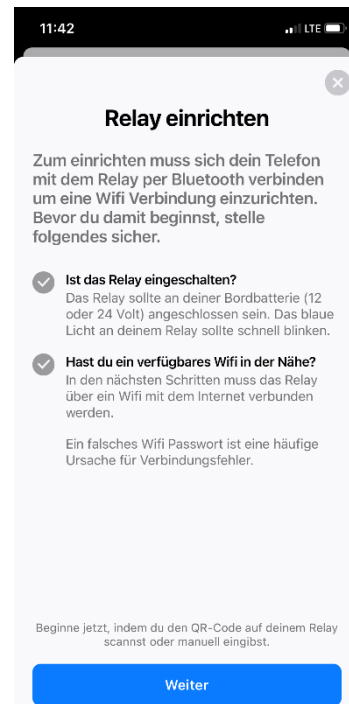 11:42
LTE
Relay einrichten
Zum einrichten muss sich dein Telefon
mit dem Relay per Bluetooth verbinden
um eine Wifi Verbindung einzurichten.
Bevor du damit beginnst, stelle
folgendes sicher.
Ist das Relay eingeschalten?
Das Relay sollte an deiner Bordbatterie (12
oder 24 Volt) angeschlossen sein. Das blaue
Licht an deinem Relay sollte schnell blinken.
Hast du ein verfügbares Wifi in der Nähe?
In den nächsten Schritten muss das Relay
über ein Wifi mit dem Internet verbunden
werden.
Ein falsches Wifi Passwort ist eine häufige
Ursache für Verbindungsfehler.
Beginne jetzt, indem du den QR-Code auf deinem Relay
scannst oder manuell eingibst.
Weiter